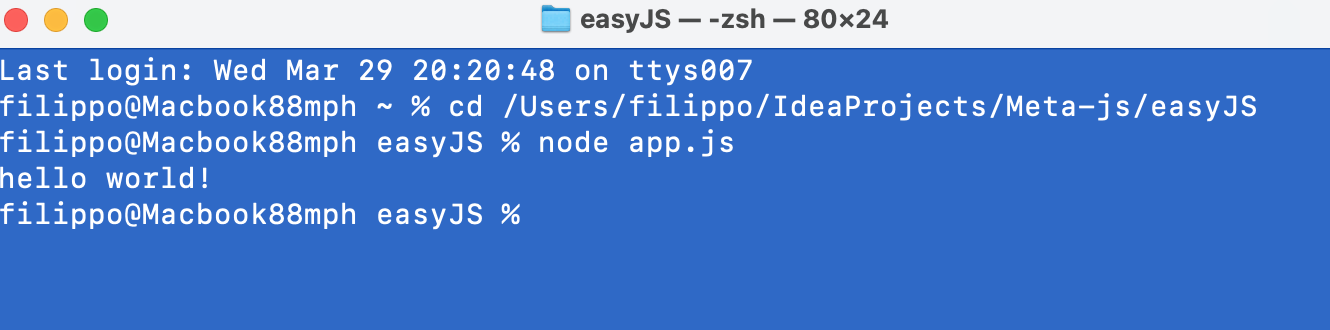 easyJS — -zsh — 80×24
Last login: Wed Mar 29 20:20:48 on ttys007
filippo@Macbook88mph ~ % cd /Users/filippo/IdeaProjects/Meta-js/easyJS
filippo@Macbook88mph easyJS % node app.js
hello world!
filippo@Macbook88mph easyJS %